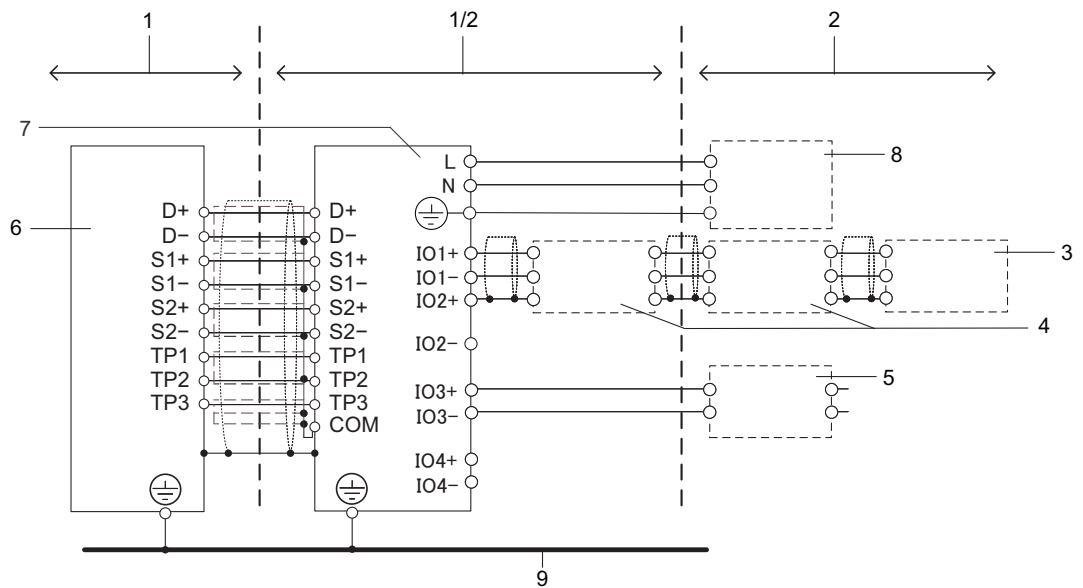 1
1/2
2
7
8
6
3
4
5
9
D+
D−
S1+
S1−
S2+
S2−
TP1
TP2
TP3
D+
D−
S1+
S1−
S2+
S2−
TP1
TP2
TP3
COM
L
N
IO1+
IO1−
IO2+
IO2−
IO3+
IO3−
IO4+
IO4−